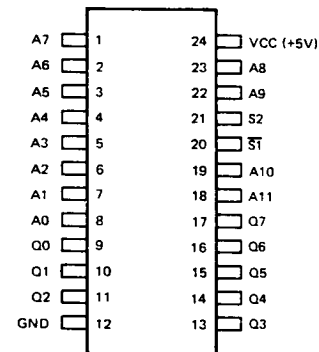 A7 1 24 VCC (+5V)
A6 2 23 A8
A5 3 22 A9
A4 4 21 S2
A3 5 20 S̅1̅
A2 6 19 A10
A1 7 18 A11
A0 8 17 Q7
Q0 9 16 Q6
Q1 10 15 Q5
Q2 11 14 Q4
GND 12 13 Q3